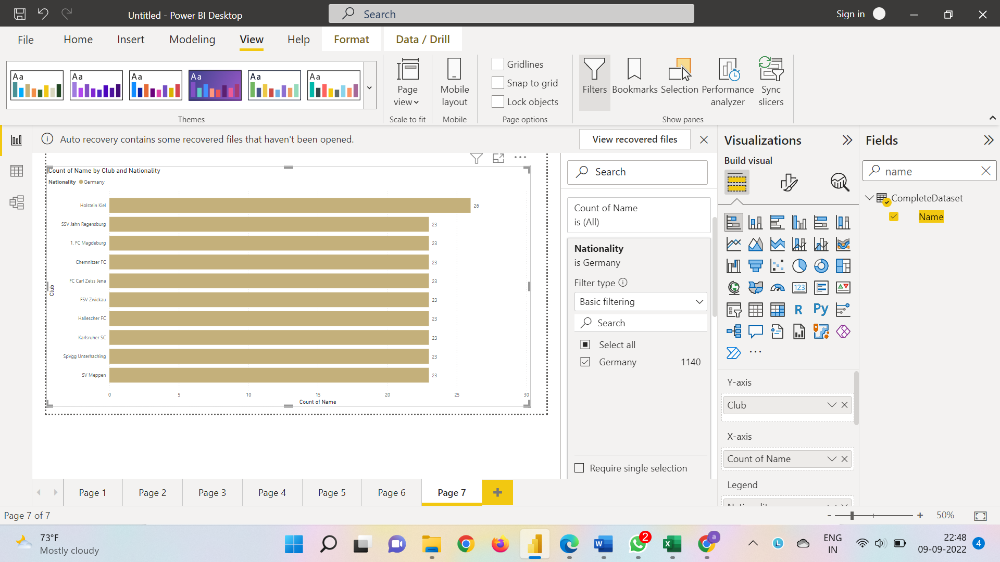 Untitled - Power BI Desktop
Search
Sign in
File
Home
Insert
Modeling
View
Help
Format
Data / Drill
Aa
Aa
Aa
Aa
Aa
Aa
Themes
Page view
Scale to fit
Mobile layout
Mobile
Gridlines
Snap to grid
Lock objects
Page options
Filters
Bookmarks
Selection
Performance analyzer
Sync slicers
Show panes
Auto recovery contains some recovered files that haven't been opened.
View recovered files
Count of Name by Club and Nationality
Nationality Germany
Club
Holstein Kiel 26
SSV Jahn Regensburg 23
1. FC Magdeburg 23
Chemnitzer FC 23
FC Carl Zeiss Jena 23
FSV Zwickau 23
Hallescher FC 23
Karlsruher SC 23
SpVgg Unterhaching 23
SV Meppen 23
0 5 10 15 20 25 30
Count of Name
Search
Count of Name
is (All)
Nationality
is Germany
Filter type
Basic filtering
Search
Select all
Germany 1140
Require single selection
Visualizations
Build visual
123
R
Py
Y-axis
Club
X-axis
Count of Name
Legend
Fields
name
CompleteDataset
Name
Page 1
Page 2
Page 3
Page 4
Page 5
Page 6
Page 7
+
Page 7 of 7
- + 50%
73°F
Mostly cloudy
W
2
X
a
L
ENG
IN
22:48
09-09-2022
4